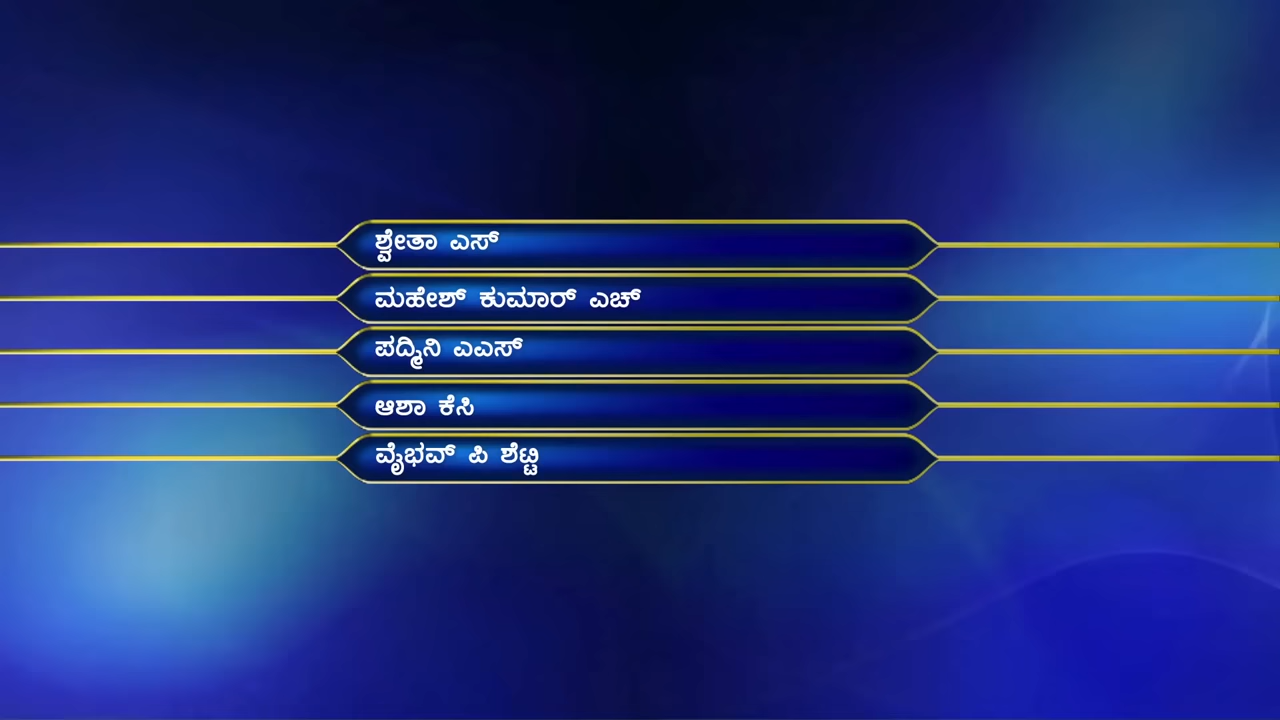 ಶ್ವೇತಾ ಎಸ್
ಮಹೇಶ್ ಕುಮಾರ್ ಎಚ್
ಪದ್ಮಿನಿ ಎಎಸ್
ಆಶಾ ಕೆಸಿ
ವೈಭವ್ ಪಿ ಶೆಟ್ಟಿ